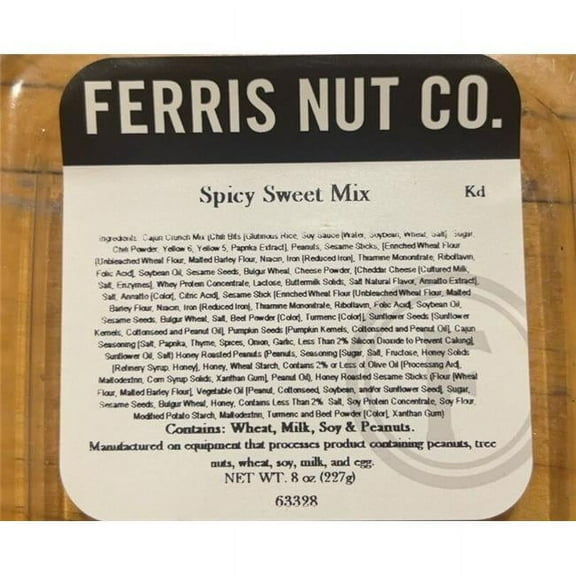 FERRIS NUT CO.
Spicy Sweet Mix
Kd
Ingredients: Cajun Crunch Mix [Chili Bits [Glutinous Rice, Soy Sauce [Water, Soybean, Wheat, Salt], Sugar,
Chili Powder, Yellow 6, Yellow 5, Paprika Extract], Peanuts, Sesame Sticks, [Enriched Wheat Flour
[Unbleached Wheat Flour, Malted Barley Flour, Niacin, Iron [Reduced Iron], Thiamine Mononitrate, Riboflavin,
Folic Acid], Soybean Oil, Sesame Seeds, Bulgur Wheat, Cheese Powder, [Cheddar Cheese [Cultured Milk,
Salt, Enzymes], Whey Protein Concentrate, Lactose, Buttermilk Solids, Salt Natural Flavor, Annatto Extract],
Salt, Annatto [Color], Citric Acid], Sesame Stick [Enriched Wheat Flour [Unbleached Wheat Flour, Malted
Barley Flour, Niacin, Iron [Reduced Iron], Thiamine Mononitrate, Riboflavin, Folic Acid], Soybean Oil,
Sesame Seeds, Bulgur Wheat, Salt, Beet Powder [Color], Turmeric [Color]], Sunflower Seeds [Sunflower
Kernels, Cottonseed and Peanut Oil], Pumpkin Seeds [Pumpkin Kernels, Cottonseed and Peanut Oil], Cajun
Seasoning [Salt, Paprika, Thyme, Spices, Onion, Garlic, Less Than 2% Silicon Dioxide to Prevent Caking],
Sunflower Oil, Salt] Honey Roasted Peanuts (Peanuts, Seasoning [Sugar, Salt, Fructose, Honey Solids
(Refinery Syrup, Honey], Honey, Wheat Starch, Contains 2% or Less of Olive Oil [Processing Aid],
Maltodextrin, Corn Syrup Solids, Xanthan Gum], Peanut Oil), Honey Roasted Sesame Sticks (Flour [Wheat
Flour, Malted Barley Flour], Vegetable Oil [Peanut, Cottonseed, Soybean, and/or Sunflower Seed], Sugar,
Sesame Seeds, Bulgur Wheat, Honey, Contains Less Than 2% Salt, Soy Protein Concentrate, Soy Flour,
Modified Potato Starch, Maltodextrin, Turmeric and Beet Powder [Color], Xanthan Gum)
Contains: Wheat, Milk, Soy & Peanuts.
Manufactured on equipment that processes product containing peanuts, tree
nuts, wheat, soy, milk, and egg.
NET WT. 8 oz (227g)
63328